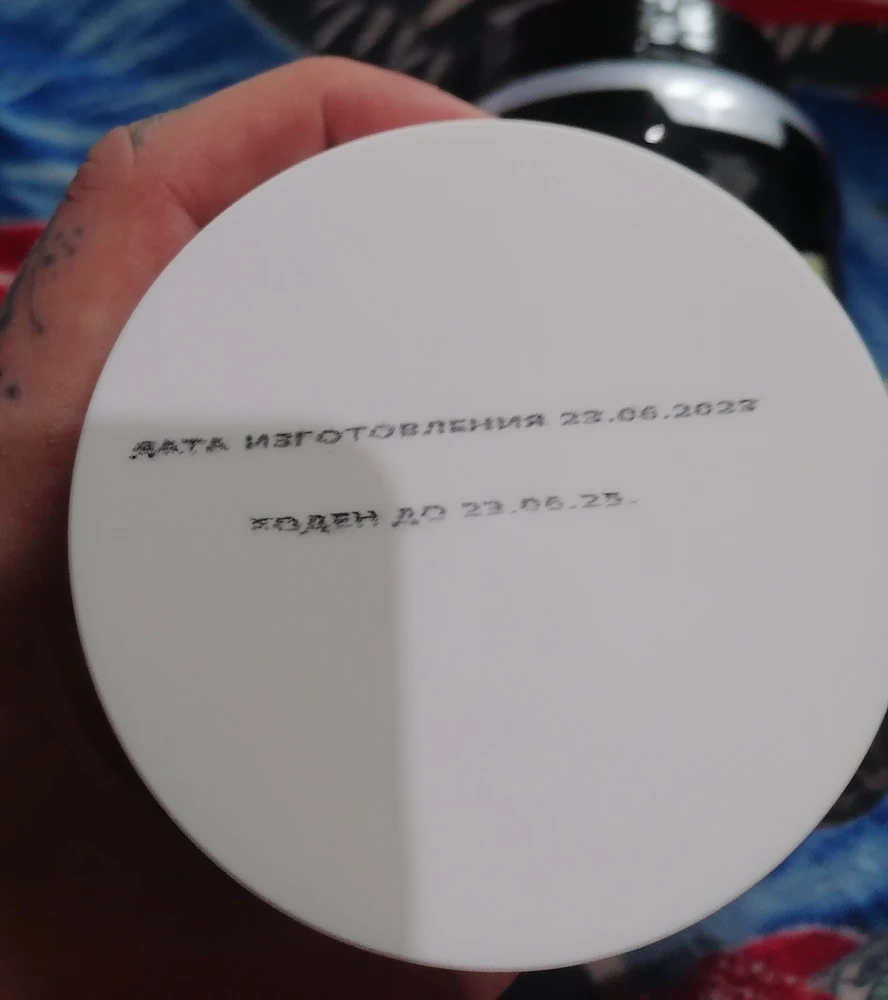 ДАТА ИЗГОТОВЛЕНИЯ 23.06.2023
ГОДЕН ДО 23.06.25.